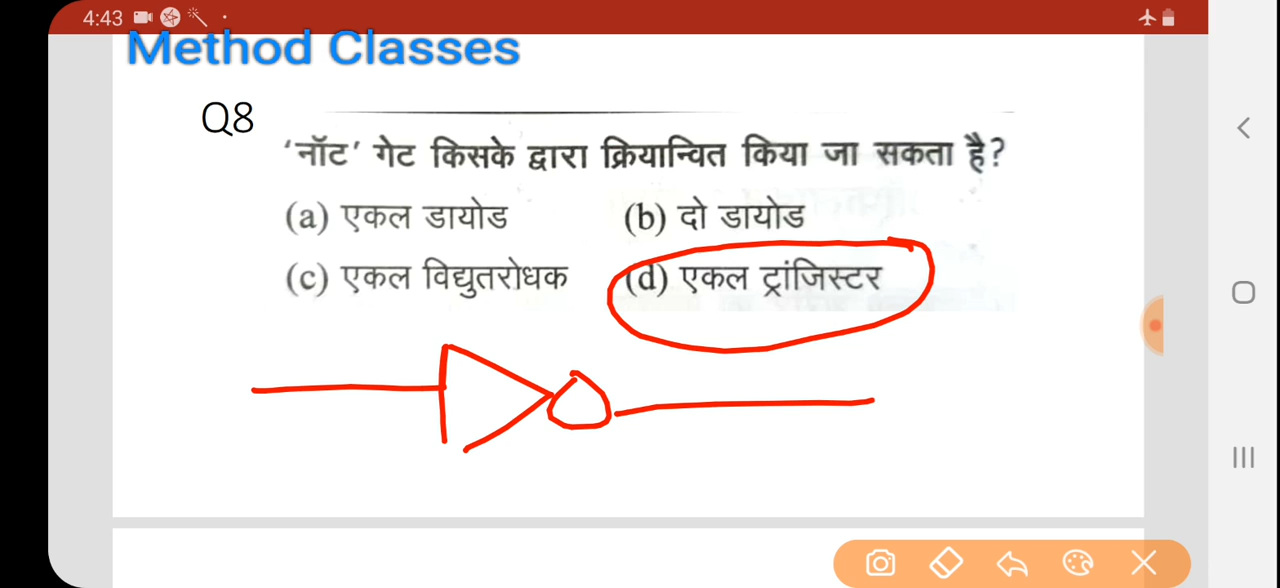 4:43
Method Classes
Q8
'नॉट' गेट किसके द्वारा क्रियान्वित किया जा सकता है?
(a) एकल डायोड (b) दो डायोड
(c) एकल विद्युतरोधक (d) एकल ट्रांजिस्टर